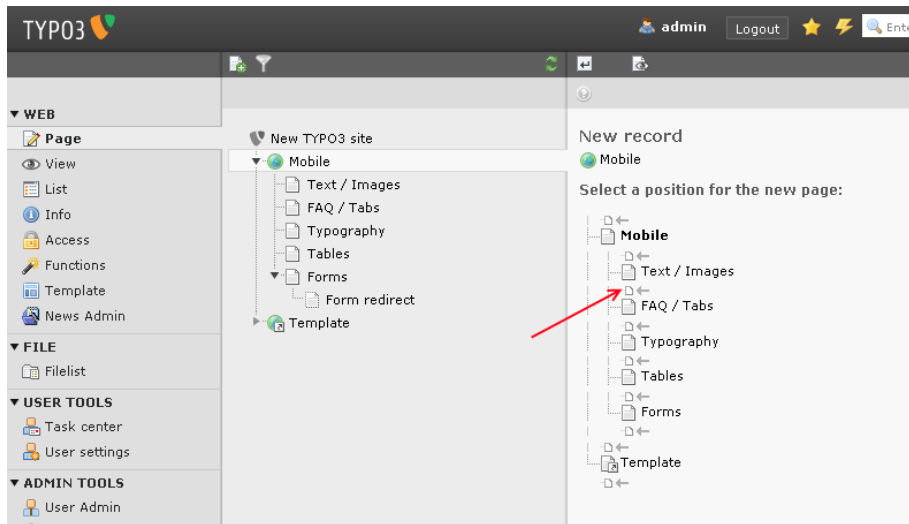 TYPO3
admin
Logout
Ente
WEB
Page
View
List
Info
Access
Functions
Template
News Admin
FILE
Filelist
USER TOOLS
Task center
User settings
ADMIN TOOLS
User Admin
New TYPO3 site
Mobile
Text / Images
FAQ / Tabs
Typography
Tables
Forms
Form redirect
Template
New record
Mobile
Select a position for the new page:
Mobile
Text / Images
FAQ / Tabs
Typography
Tables
Forms
Template